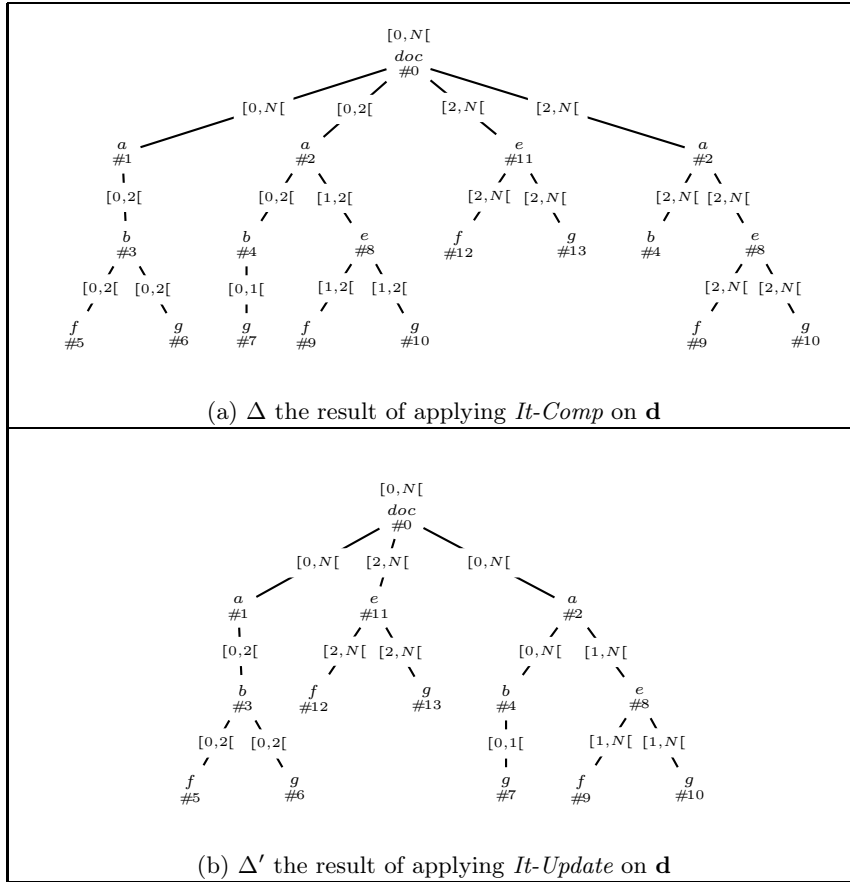 [0,N[
doc
#0
[0,N[ [0,2[ [2,N[ [2,N[
a a e a
#1 #2 #11 #2
[0,2[ [0,2[ [1,2[ [2,N[ [2,N[ [2,N[ [2,N[
b b e f g b e
#3 #4 #8 #12 #13 #4 #8
[0,2[ [0,2[ [0,1[ [1,2[ [1,2[ [2,N[ [2,N[
f g g f g f g
#5 #6 #7 #9 #10 #9 #10
(a) Δ the result of applying It-Comp on d
[0,N[
doc
#0
[0,N[ [2,N[ [0,N[
a e a
#1 #11 #2
[0,2[ [2,N[ [2,N[ [0,N[ [1,N[
b f g b e
#3 #12 #13 #4 #8
[0,2[ [0,2[ [0,1[ [1,N[ [1,N[
f g g f g
#5 #6 #7 #9 #10
(b) Δ′ the result of applying It-Update on d